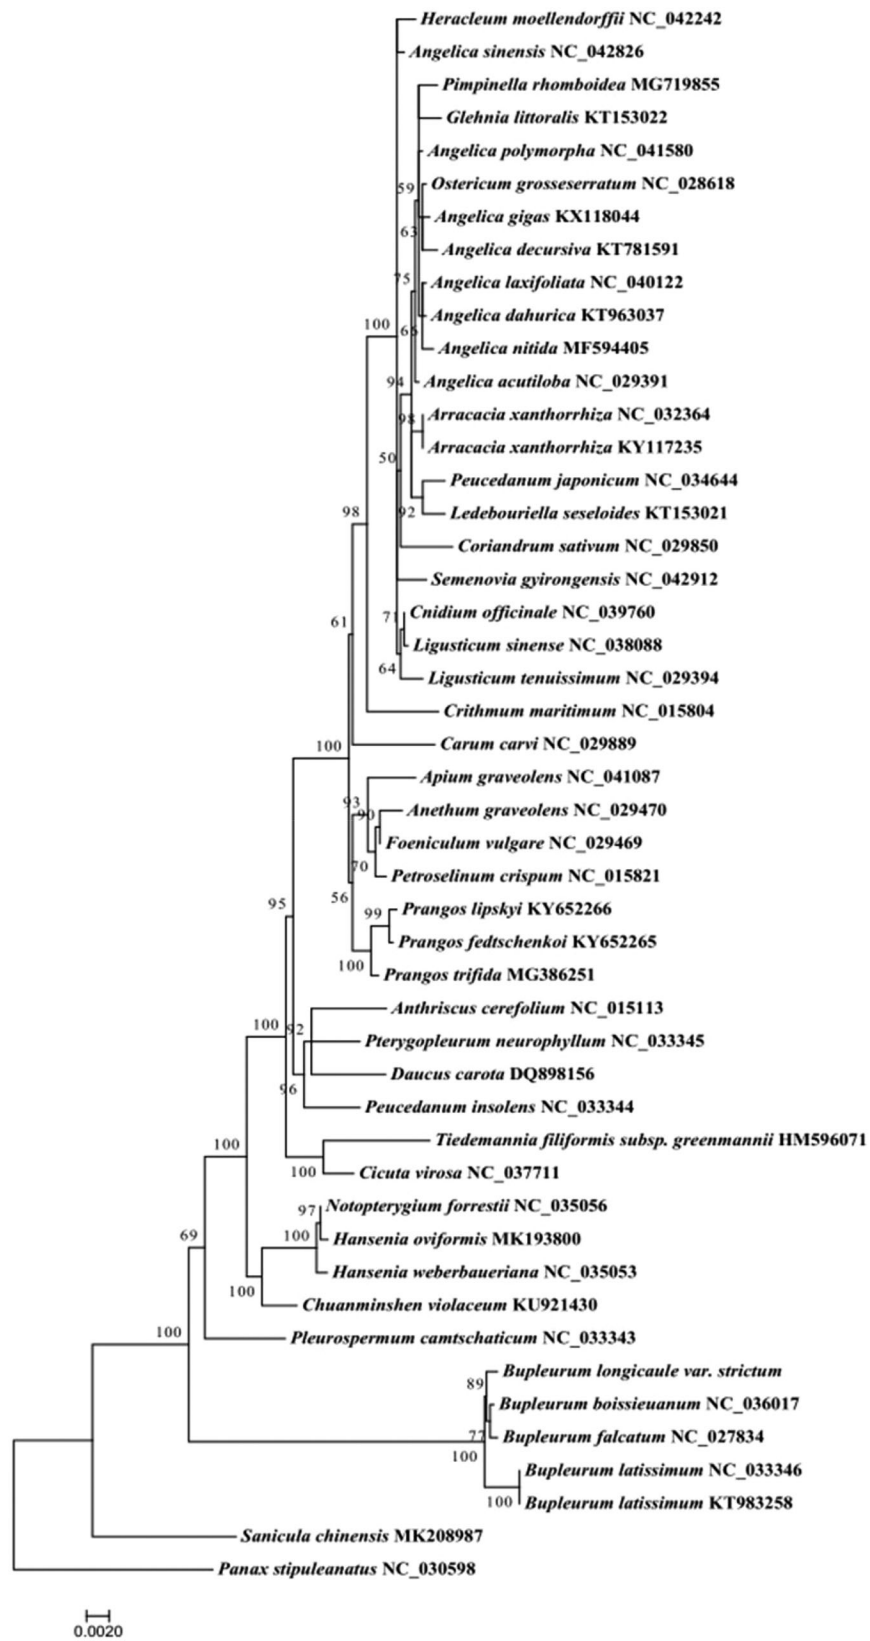 Heracleum moellendorffii NC_042242
Angelica sinensis NC_042826
Pimpinella rhomboidea MG719855
Glehnia littoralis KT153022
Angelica polymorpha NC_041580
59
Ostericum grosseserratum NC_028618
Angelica gigas KX118044
63
Angelica decursiva KT781591
75
Angelica laxifoliata NC_040122
Angelica dahurica KT963037
100
66
Angelica nitida MF594405
94
Angelica acutiloba NC_029391
Arracacia xanthorrhiza NC_032364
98
Arracacia xanthorrhiza KY117235
50
Peucedanum japonicum NC_034644
98
92
Ledebouriella seseloides KT153021
Coriandrum sativum NC_029850
Semenovia gyirongensis NC_042912
71
Cnidium officinale NC_039760
61
Ligusticum sinense NC_038088
64
Ligusticum tenuissimum NC_029394
Crithmum maritimum NC_015804
100
Carum carvi NC_029889
Apium graveolens NC_041087
93
90
Anethum graveolens NC_029470
Foeniculum vulgare NC_029469
70
Petroselinum crispum NC_015821
56
95
99
Prangos lipskyi KY652266
Prangos fedtschenkoi KY652265
100
Prangos trifida MG386251
Anthriscus cerefolium NC_015113
100
92
Pterygopleurum neurophyllum NC_033345
Daucus carota DQ898156
96
Peucedanum insolens NC_033344
100
Tiedemannia filiformis subsp. greenmannii HM596071
100
Cicuta virosa NC_037711
97
Notopterygium forrestii NC_035056
69
100
Hansenia oviformis MK193800
Hansenia weberbaueriana NC_035053
100
Chuanminshen violaceum KU921430
100
Pleurospermum camtschaticum NC_033343
Bupleurum longicaule var. strictum
89
Bupleurum boissieuanum NC_036017
77
Bupleurum falcatum NC_027834
100
Bupleurum latissimum NC_033346
100
Bupleurum latissimum KT983258
Sanicula chinensis MK208987
Panax stipuleanatus NC_030598
0.0020